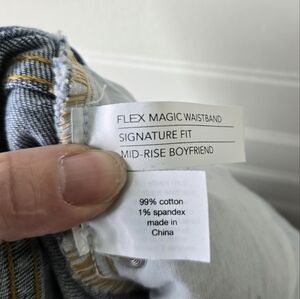 FLEX MAGIC WAISTBAND
SIGNATURE FIT
MID-RISE BOYFRIEND
99% cotton
1% spandex
made in
China